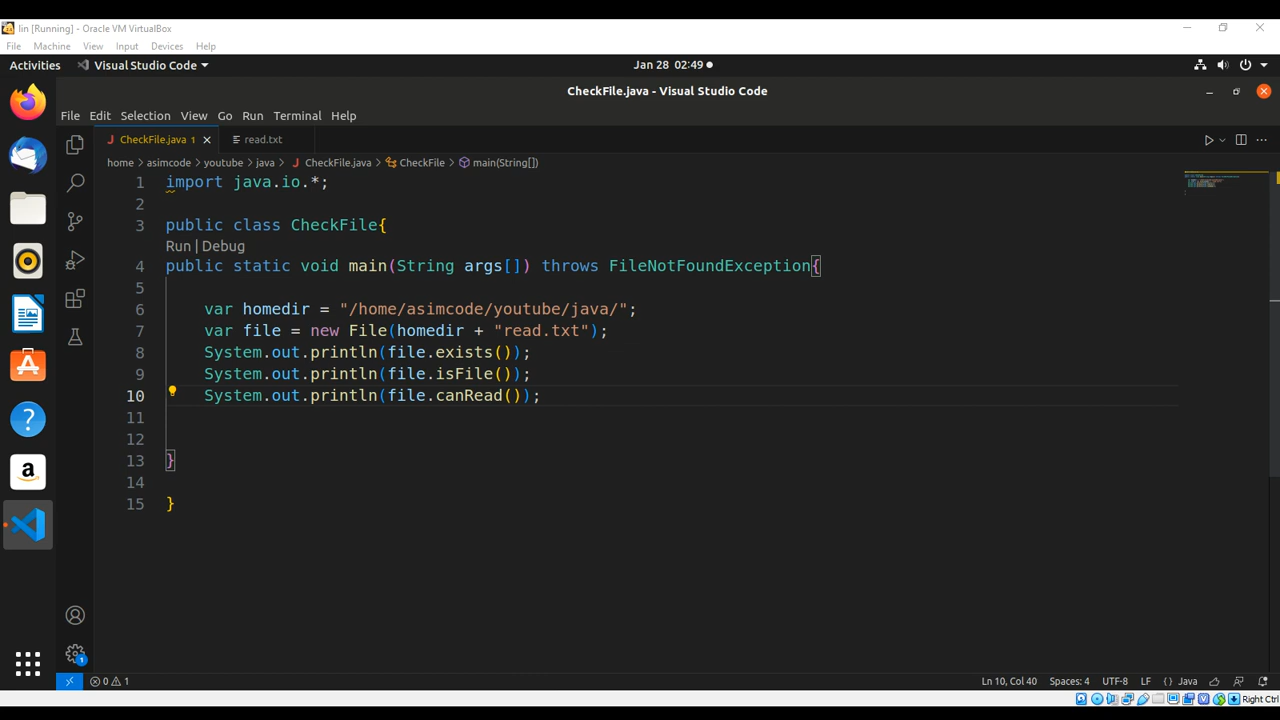 lin [Running] - Oracle VM VirtualBox
File Machine View Input Devices Help
Activities Visual Studio Code Jan 28 02:49
CheckFile.java - Visual Studio Code
File Edit Selection View Go Run Terminal Help
J CheckFile.java 1 read.txt
home > asimcode > youtube > java > J CheckFile.java > CheckFile > main(String[])
1 import java.io.*;
2
3 public class CheckFile{
Run | Debug
4 public static void main(String args[]) throws FileNotFoundException{
5
6 var homedir = "/home/asimcode/youtube/java/";
7 var file = new File(homedir + "read.txt");
8 System.out.println(file.exists());
9 System.out.println(file.isFile());
10 System.out.println(file.canRead());
11
12
13 }
14
15 }
a
1
0 1 Ln 10, Col 40 Spaces: 4 UTF-8 LF {} Java
Right Ctrl